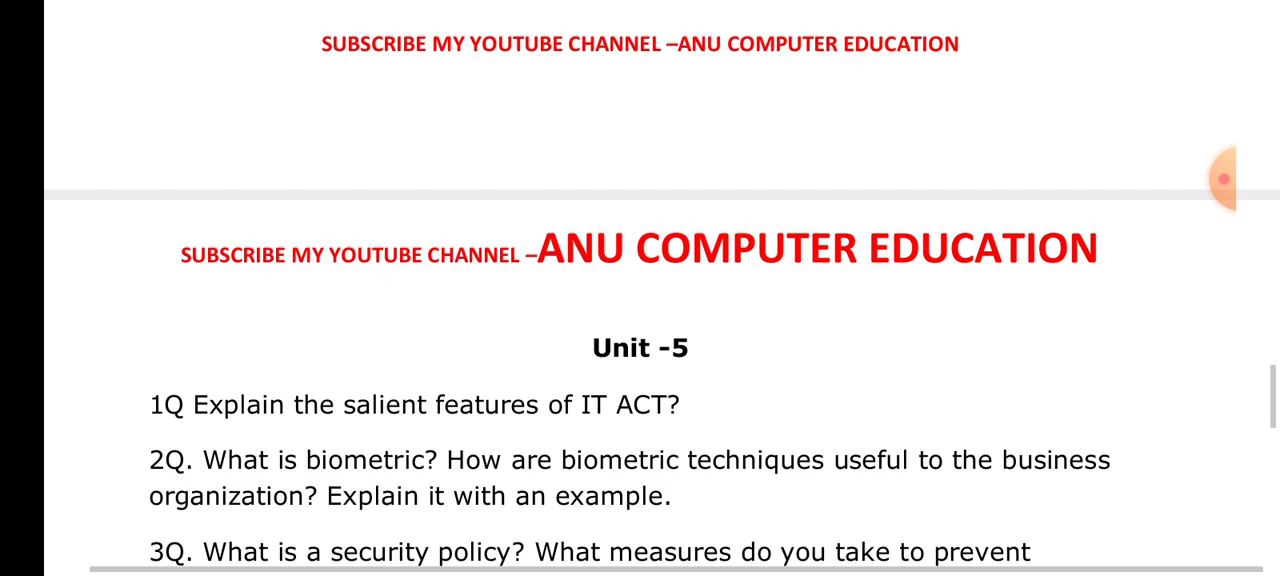 SUBSCRIBE MY YOUTUBE CHANNEL –ANU COMPUTER EDUCATION
SUBSCRIBE MY YOUTUBE CHANNEL –ANU COMPUTER EDUCATION
Unit -5
1Q Explain the salient features of IT ACT?
2Q. What is biometric? How are biometric techniques useful to the business
organization? Explain it with an example.
3Q. What is a security policy? What measures do you take to prevent